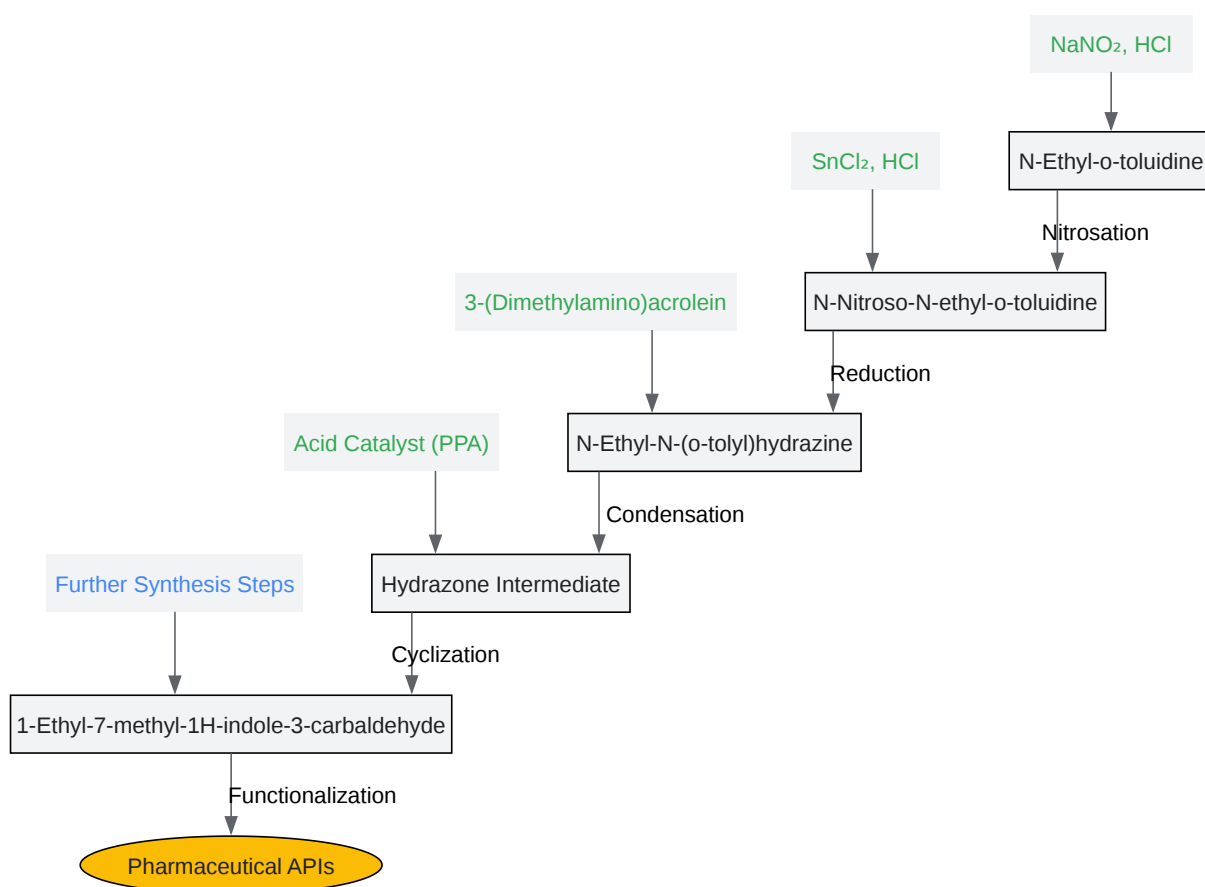 NaNO₂, HCl
SnCl₂, HCl
N-Ethyl-o-toluidine
Nitrosation
3-(Dimethylamino)acrolein
N-Nitroso-N-ethyl-o-toluidine
Reduction
Acid Catalyst (PPA)
N-Ethyl-N-(o-tolyl)hydrazine
Condensation
Further Synthesis Steps
Hydrazone Intermediate
Cyclization
1-Ethyl-7-methyl-1H-indole-3-carbaldehyde
Functionalization
Pharmaceutical APIs